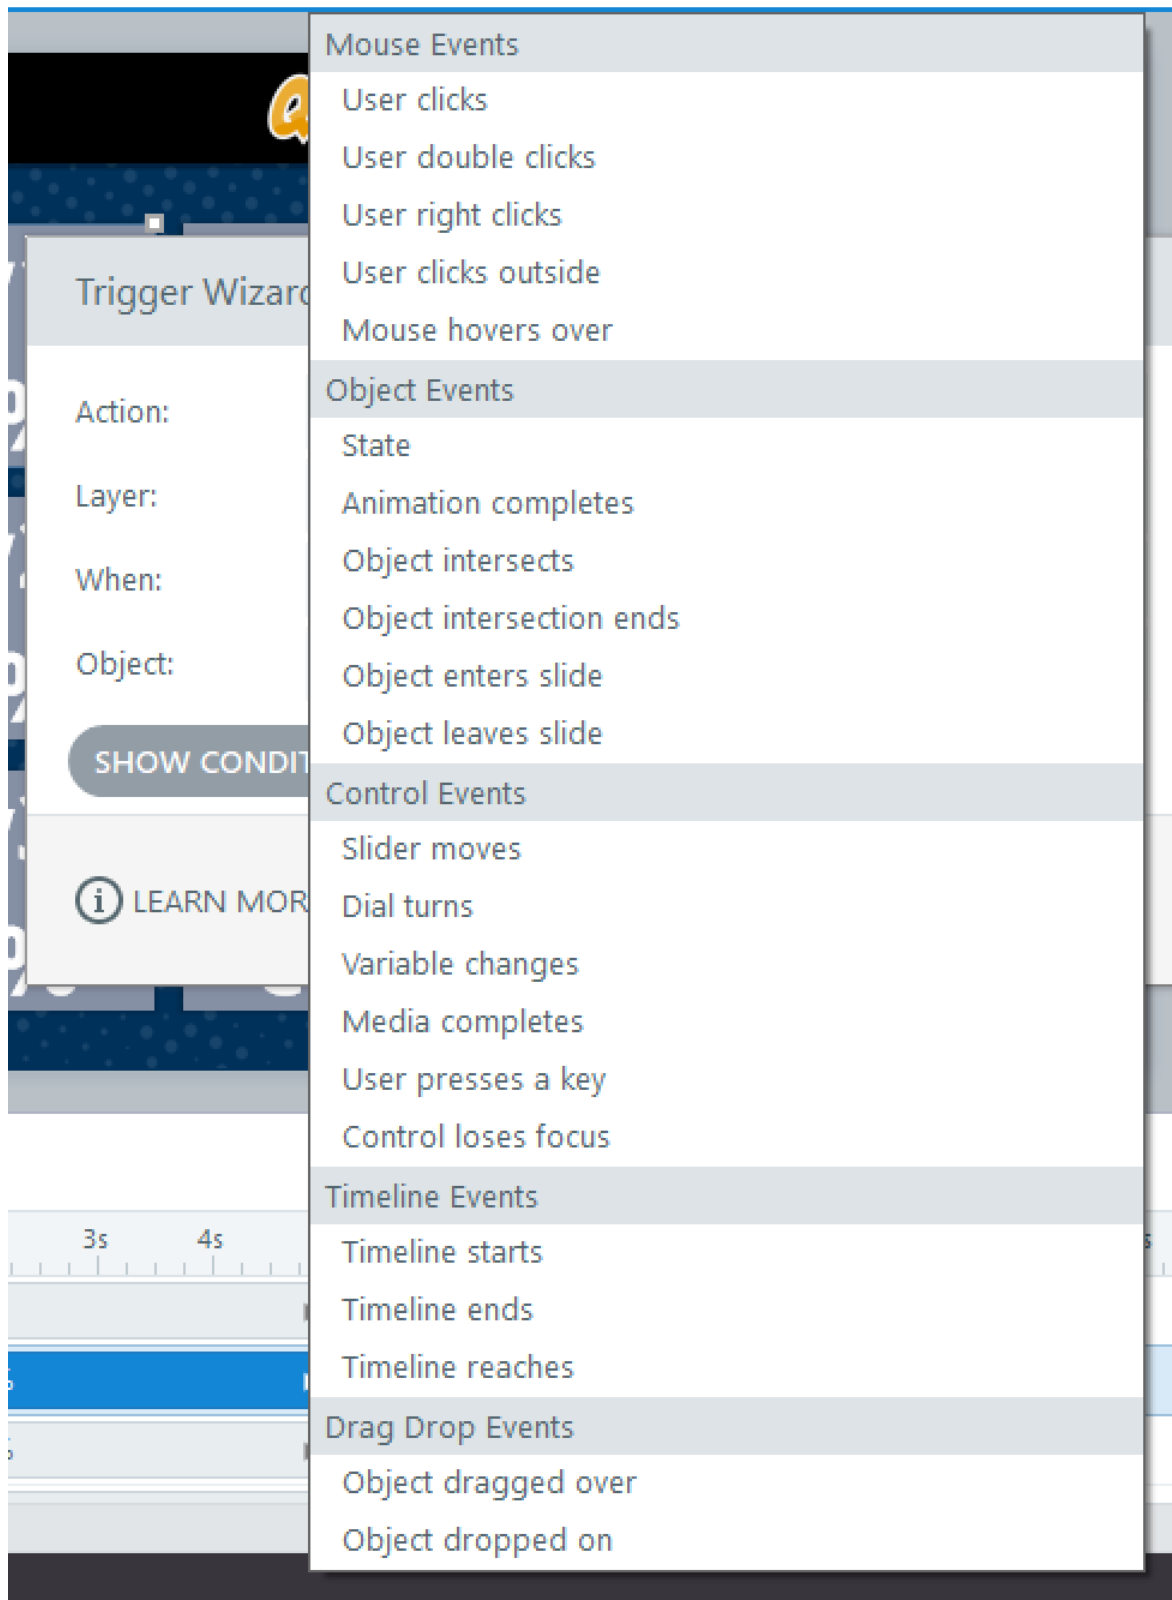 Mouse Events
User clicks
User double clicks
User right clicks
User clicks outside
Mouse hovers over
Object Events
State
Animation completes
Object intersects
Object intersection ends
Object enters slide
Object leaves slide
Control Events
Slider moves
Dial turns
Variable changes
Media completes
User presses a key
Control loses focus
Timeline Events
Timeline starts
Timeline ends
Timeline reaches
Drag Drop Events
Object dragged over
Object dropped on
Trigger Wizard
Action:
Layer:
When:
Object:
SHOW CONDIT
LEARN MOR
3s 4s